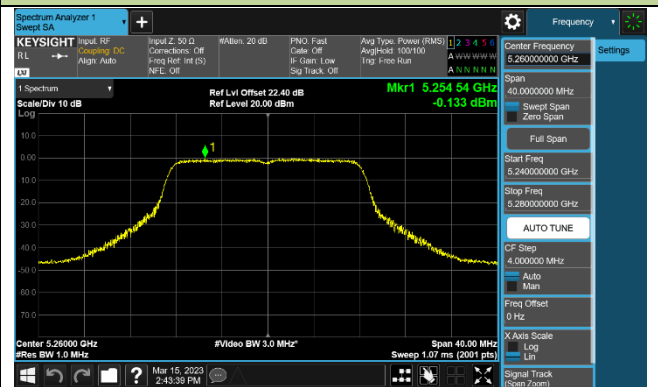 Spectrum Analyzer 1
Swept SA
+
Frequency
KEYSIGHT
RL
LXI
Input: RF
Coupling: DC
Align: Auto
Input Z: 50 Ω
Corrections: Off
Freq Ref: Int (S)
NFE: Off
#Atten: 20 dB
PNO: Fast
Gate: Off
IF Gain: Low
Sig Track: Off
Avg Type: Power (RMS)
Avg|Hold: 100/100
Trig: Free Run
1 2 3 4 5 6
A W W W W W
A N N N N N
1 Spectrum
Scale/Div 10 dB
Log
Ref Lvl Offset 22.40 dB
Ref Level 20.00 dBm
Mkr1 5.254 54 GHz
-0.133 dBm
1
10.0
0.00
-10.0
-20.0
-30.0
-40.0
-50.0
-60.0
-70.0
Center 5.26000 GHz
#Res BW 1.0 MHz
#Video BW 3.0 MHz*
Span 40.00 MHz
Sweep 1.07 ms (2001 pts)
Center Frequency
5.260000000 GHz
Settings
Span
40.0000000 MHz
Swept Span
Zero Span
Full Span
Start Freq
5.240000000 GHz
Stop Freq
5.280000000 GHz
AUTO TUNE
CF Step
4.000000 MHz
Auto
Man
Freq Offset
0 Hz
X Axis Scale
Log
Lin
Signal Track
(Span Zoom)
?
Mar 15, 2023
2:43:39 PM